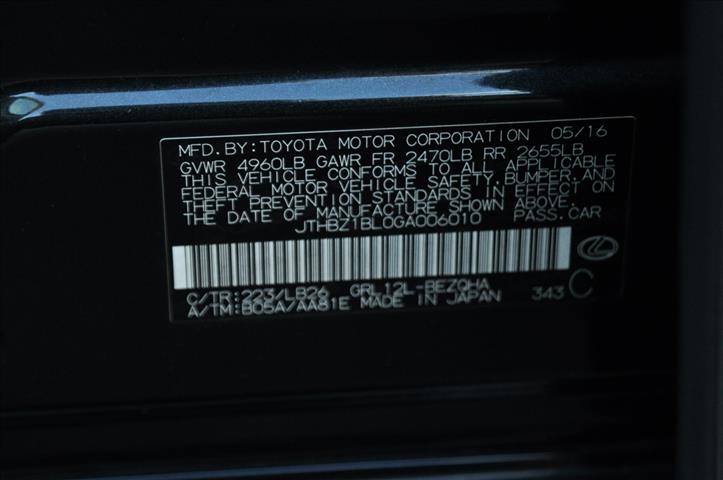 MFD.BY:TOYOTA MOTOR CORPORATION 05/16
GVWR 4960LB GAWR FR 2470LB RR 2655LB
THIS VEHICLE CONFORMS TO ALL APPLICABLE
FEDERAL MOTOR VEHICLE SAFETY,BUMPER,AND
THEFT PREVENTION STANDARDS IN EFFECT ON
THE DATE OF MANUFACTURE SHOWN ABOVE.
JTHBZ1BL0GA006010 PASS.CAR
C/TR:223/LB26 GRL12L-BEZQHA
A/TM:B05A/AA81E MADE IN JAPAN 343 C